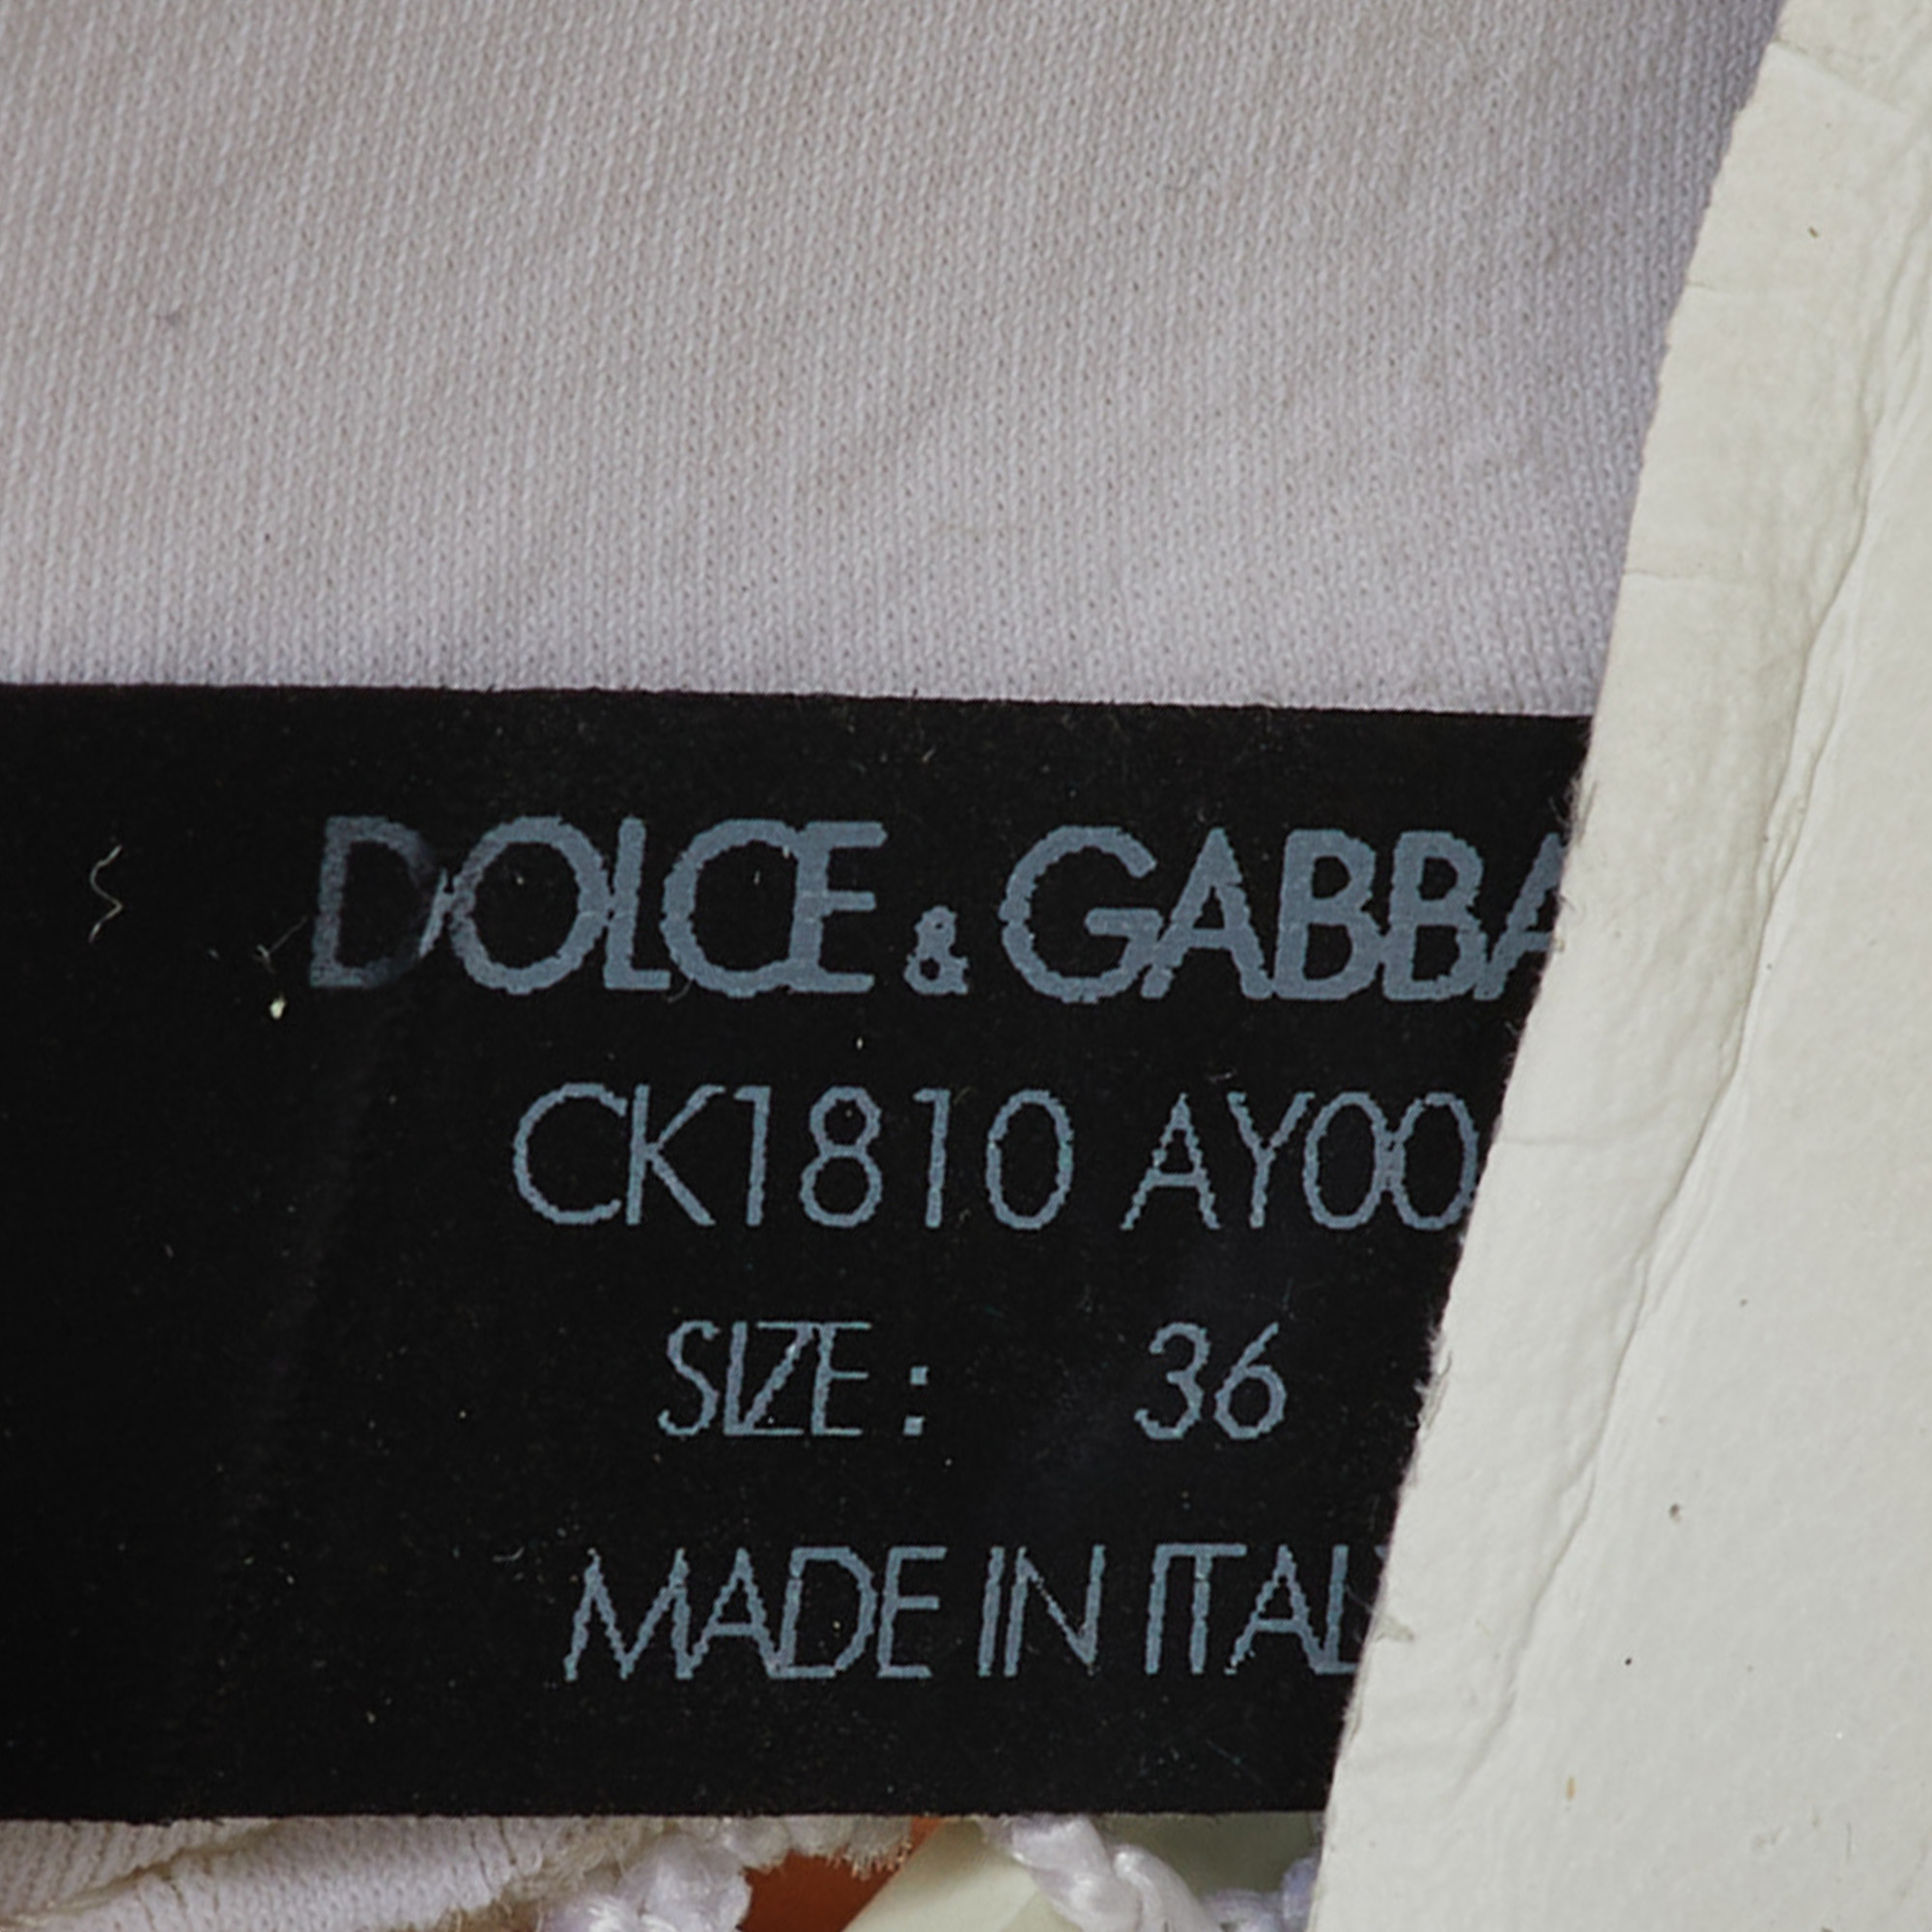 DOLCE & GABBA
CK1810 AY00
SIZE : 36
MADE IN ITAL